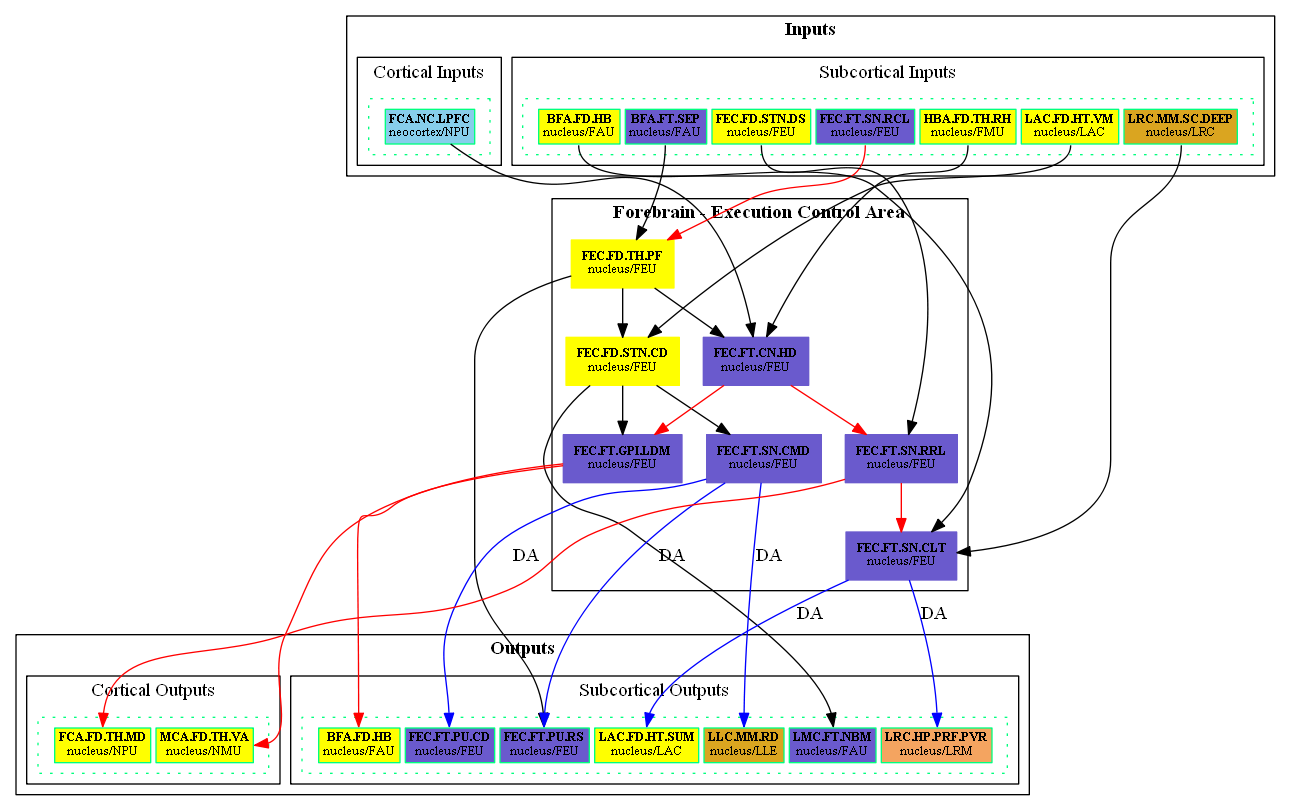 Inputs
Cortical Inputs
Subcortical Inputs
FCA.NC.LPFC
neocortex/NPU
BFA.FD.HB
nucleus/FAU
BFA.FT.SEP
nucleus/FAU
FEC.FD.STN.DS
nucleus/FEU
FEC.FT.SN.RCL
nucleus/FEU
HBA.FD.TH.RH
nucleus/FMU
LAC.FD.HT.VM
nucleus/LAC
LRC.MM.SC.DEEP
nucleus/LRC
Forebrain - Execution Control Area
FEC.FD.TH.PF
nucleus/FEU
FEC.FD.STN.CD
nucleus/FEU
FEC.FT.CN.HD
nucleus/FEU
FEC.FT.GPI.LDM
nucleus/FEU
FEC.FT.SN.CMD
nucleus/FEU
FEC.FT.SN.RRL
nucleus/FEU
FEC.FT.SN.CLT
nucleus/FEU
DA
DA
DA
DA
DA
Outputs
Cortical Outputs
Subcortical Outputs
FCA.FD.TH.MD
nucleus/NPU
MCA.FD.TH.VA
nucleus/NMU
BFA.FD.HB
nucleus/FAU
FEC.FT.PU.CD
nucleus/FEU
FEC.FT.PU.RS
nucleus/FEU
LAC.FD.HT.SUM
nucleus/LAC
LLC.MM.RD
nucleus/LLE
LMC.FT.NBM
nucleus/FAU
LRC.HP.PRF.PVR
nucleus/LRM